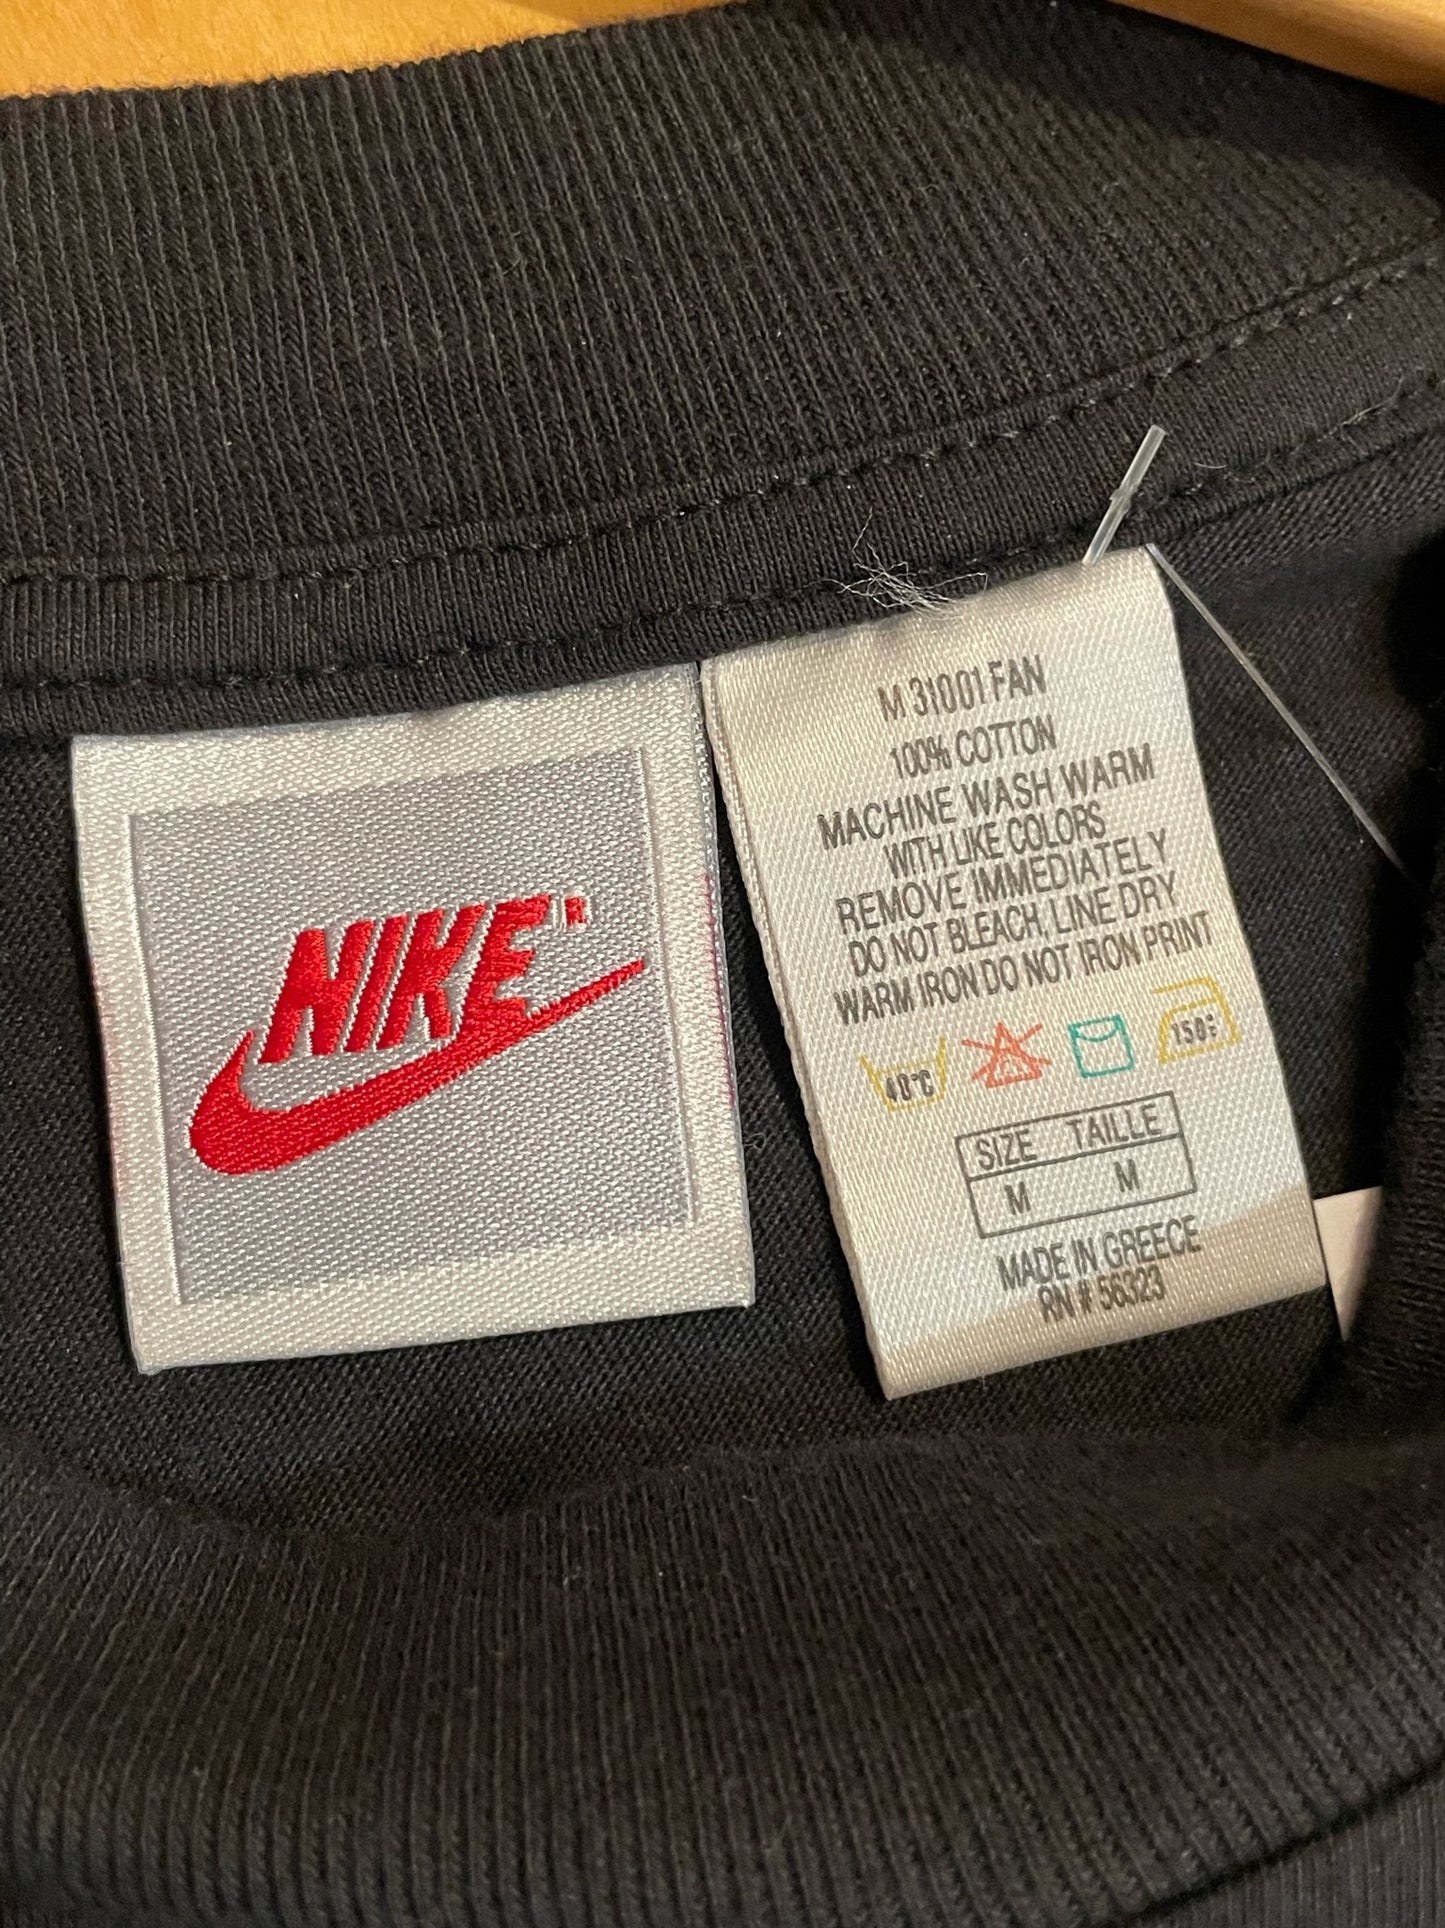 NIKE®
M 31001 FAN
100% COTTON
MACHINE WASH WARM
WITH LIKE COLORS
REMOVE IMMEDIATELY
DO NOT BLEACH, LINE DRY
WARM IRON DO NOT IRON PRINT
40°C
150°
SIZE TAILLE
M M
MADE IN GREECE
RN # 56323